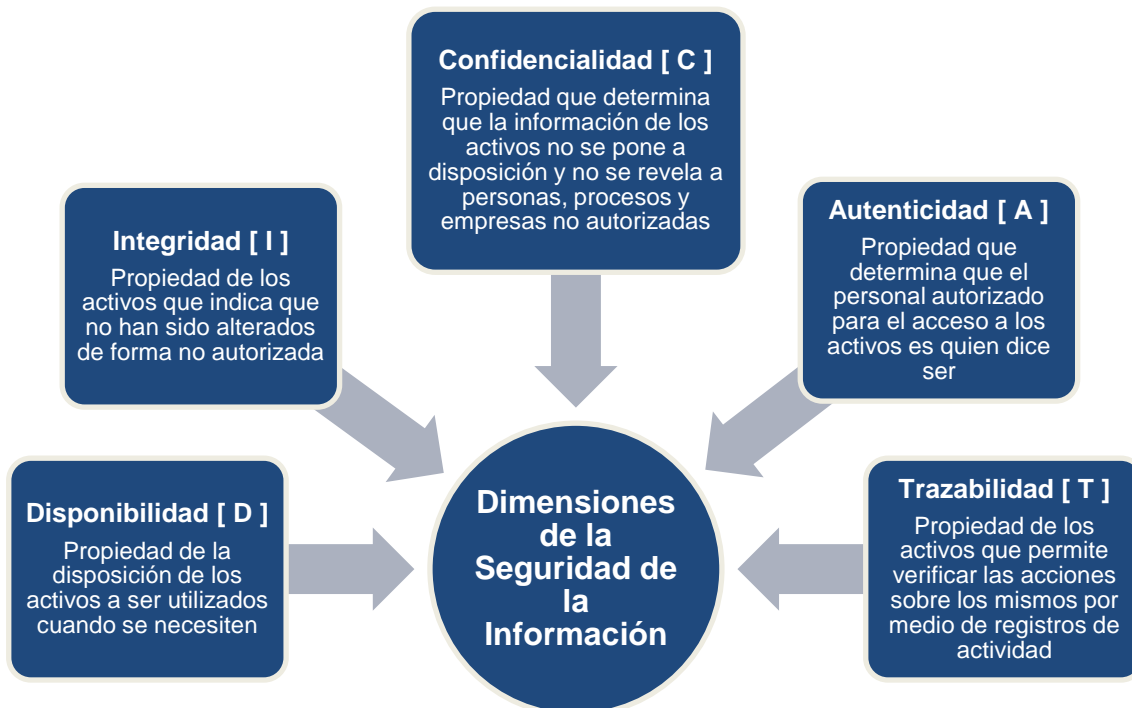 Confidencialidad [ C ]
Propiedad que determina
que la información de los
activos no se pone a
disposición y no se revela a
personas, procesos y
empresas no autorizadas
Integridad [ I ]
Propiedad de los
activos que indica que
no han sido alterados
de forma no autorizada
Autenticidad [ A ]
Propiedad que
determina que el
personal autorizado
para el acceso a los
activos es quien dice
ser
Disponibilidad [ D ]
Propiedad de la
disposición de los
activos a ser utilizados
cuando se necesiten
Dimensiones
de la
Seguridad de
la
Información
Trazabilidad [ T ]
Propiedad de los
activos que permite
verificar las acciones
sobre los mismos por
medio de registros de
actividad